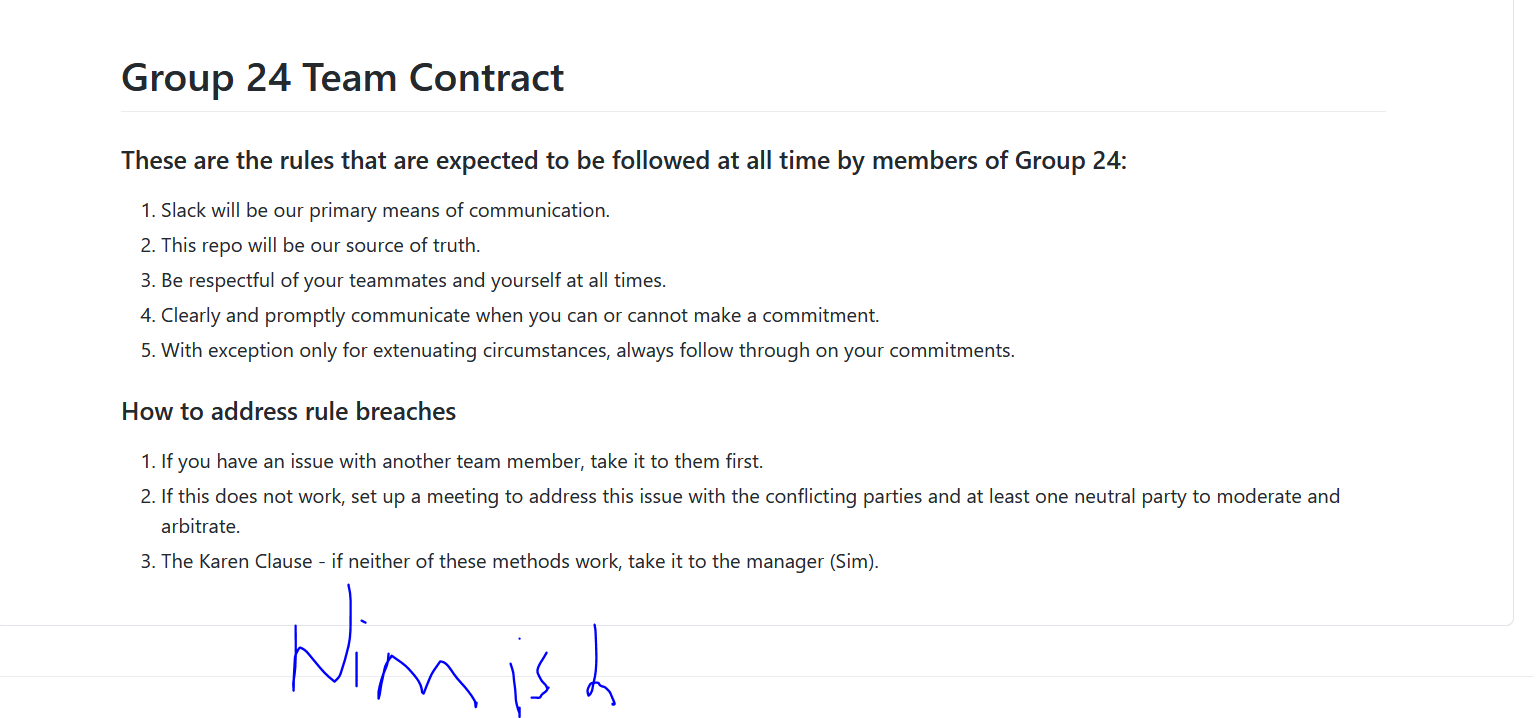 Group 24 Team Contract
These are the rules that are expected to be followed at all time by members of Group 24:
1. Slack will be our primary means of communication.
2. This repo will be our source of truth.
3. Be respectful of your teammates and yourself at all times.
4. Clearly and promptly communicate when you can or cannot make a commitment.
5. With exception only for extenuating circumstances, always follow through on your commitments.
How to address rule breaches
1. If you have an issue with another team member, take it to them first.
2. If this does not work, set up a meeting to address this issue with the conflicting parties and at least one neutral party to moderate and
arbitrate.
3. The Karen Clause - if neither of these methods work, take it to the manager (Sim).